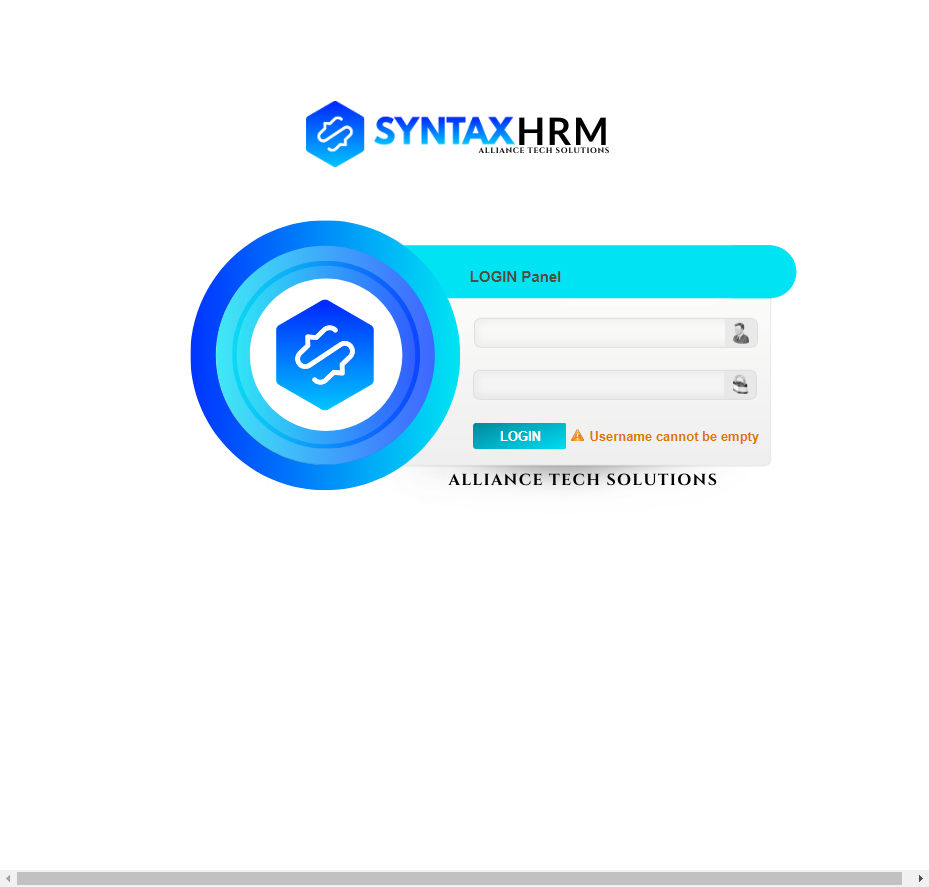 SYNTAXHRM
ALLIANCE TECH SOLUTIONS
LOGIN Panel
LOGIN
Username cannot be empty
ALLIANCE TECH SOLUTIONS